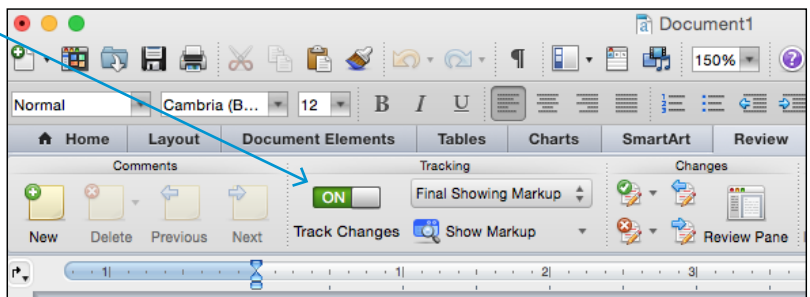 Document1
150%
Normal Cambria (B... 12 B I U
Home Layout Document Elements Tables Charts SmartArt Review
Comments Tracking Changes
ON Final Showing Markup
New Delete Previous Next Track Changes Show Markup Review Pane
1 1 2 3